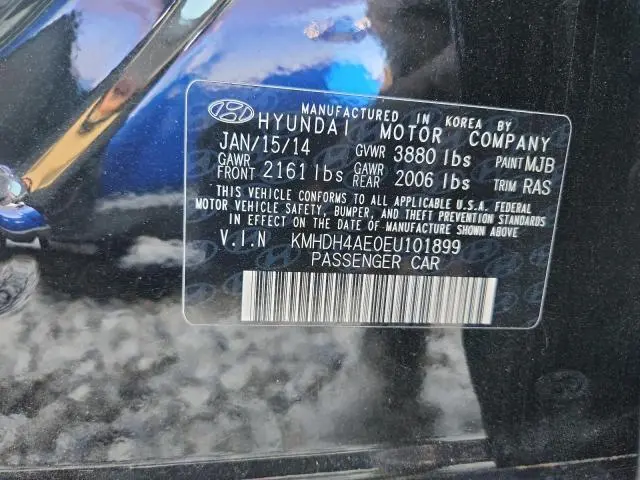 MANUFACTURED IN KOREA BY
HYUNDAI MOTOR COMPANY
JAN/15/14 GVWR 3880 lbs PAINT MJB
GAWR FRONT 2161 lbs GAWR REAR 2006 lbs TRIM RAS
THIS VEHICLE CONFORMS TO ALL APPLICABLE U.S.A. FEDERAL
MOTOR VEHICLE SAFETY, BUMPER, AND THEFT PREVENTION STANDARDS
IN EFFECT ON THE DATE OF MANUFACTURE SHOWN ABOVE.
V.I.N KMHDH4AE0EU101899
PASSENGER CAR